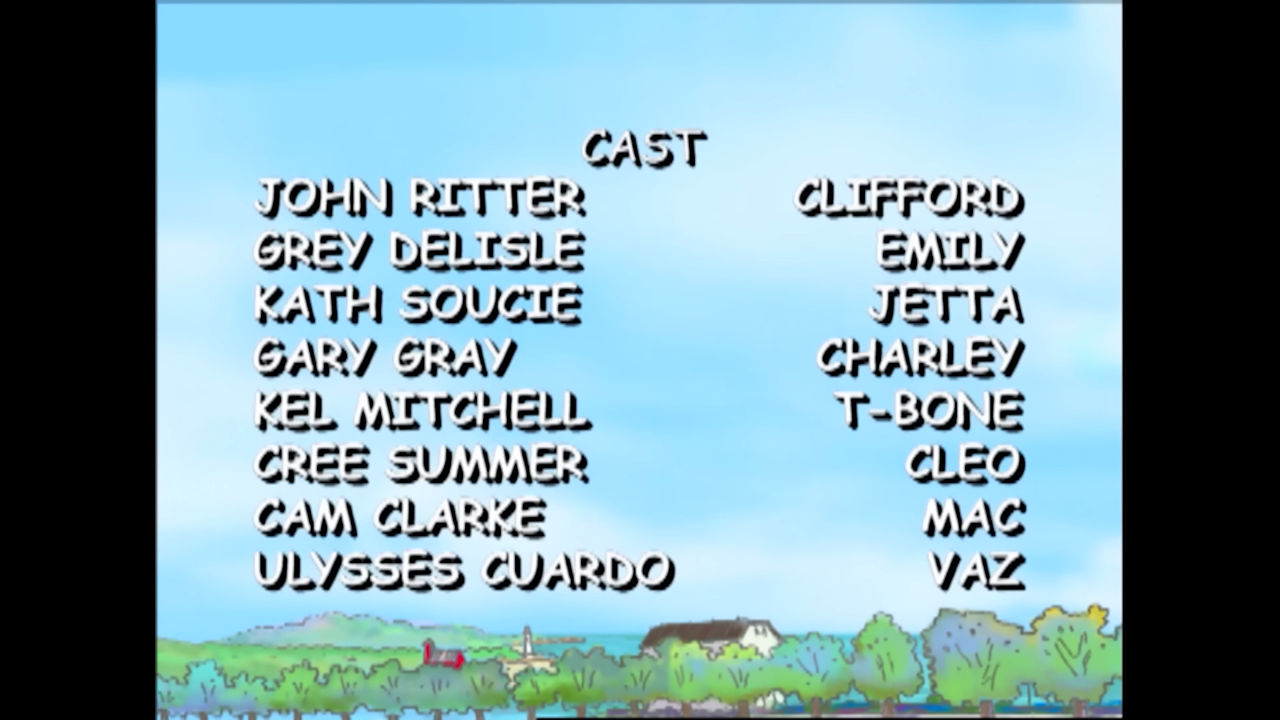 CAST
JOHN RITTER CLIFFORD
GREY DELISLE EMILY
KATH SOUCIE JETTA
GARY GRAY CHARLEY
KEL MITCHELL T-BONE
CREE SUMMER CLEO
CAM CLARKE MAC
ULYSSES CUARDO VAZ